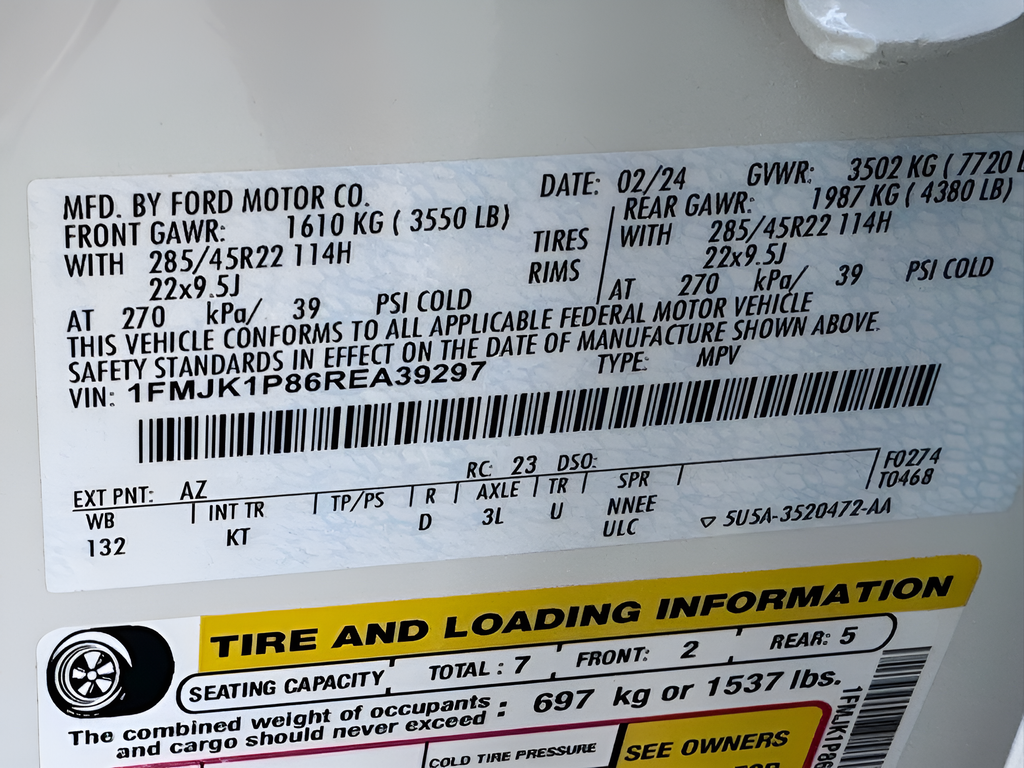 MFD. BY FORD MOTOR CO. DATE: 02/24 GVWR: 3502 KG ( 7720 L
FRONT GAWR: 1610 KG ( 3550 LB) REAR GAWR: 1987 KG ( 4380 LB)
WITH 285/45R22 114H TIRES WITH 285/45R22 114H
22x9.5J RIMS 22x9.5J
AT 270 kPa/ 39 PSI COLD AT 270 kPa/ 39 PSI COLD
THIS VEHICLE CONFORMS TO ALL APPLICABLE FEDERAL MOTOR VEHICLE
SAFETY STANDARDS IN EFFECT ON THE DATE OF MANUFACTURE SHOWN ABOVE.
VIN: 1FMJK1P86REA39297 TYPE: MPV
EXT PNT: AZ RC: 23 DSO: F0274
WB INT TR TP/PS R AXLE TR SPR T0468
132 KT D 3L U NNEE
ULC ▽ 5U5A-3520472-AA
TIRE AND LOADING INFORMATION
SEATING CAPACITY TOTAL : 7 FRONT: 2 REAR: 5
The combined weight of occupants
and cargo should never exceed : 697 kg or 1537 lbs.
COLD TIRE PRESSURE SEE OWNERS
1FMJK1P86